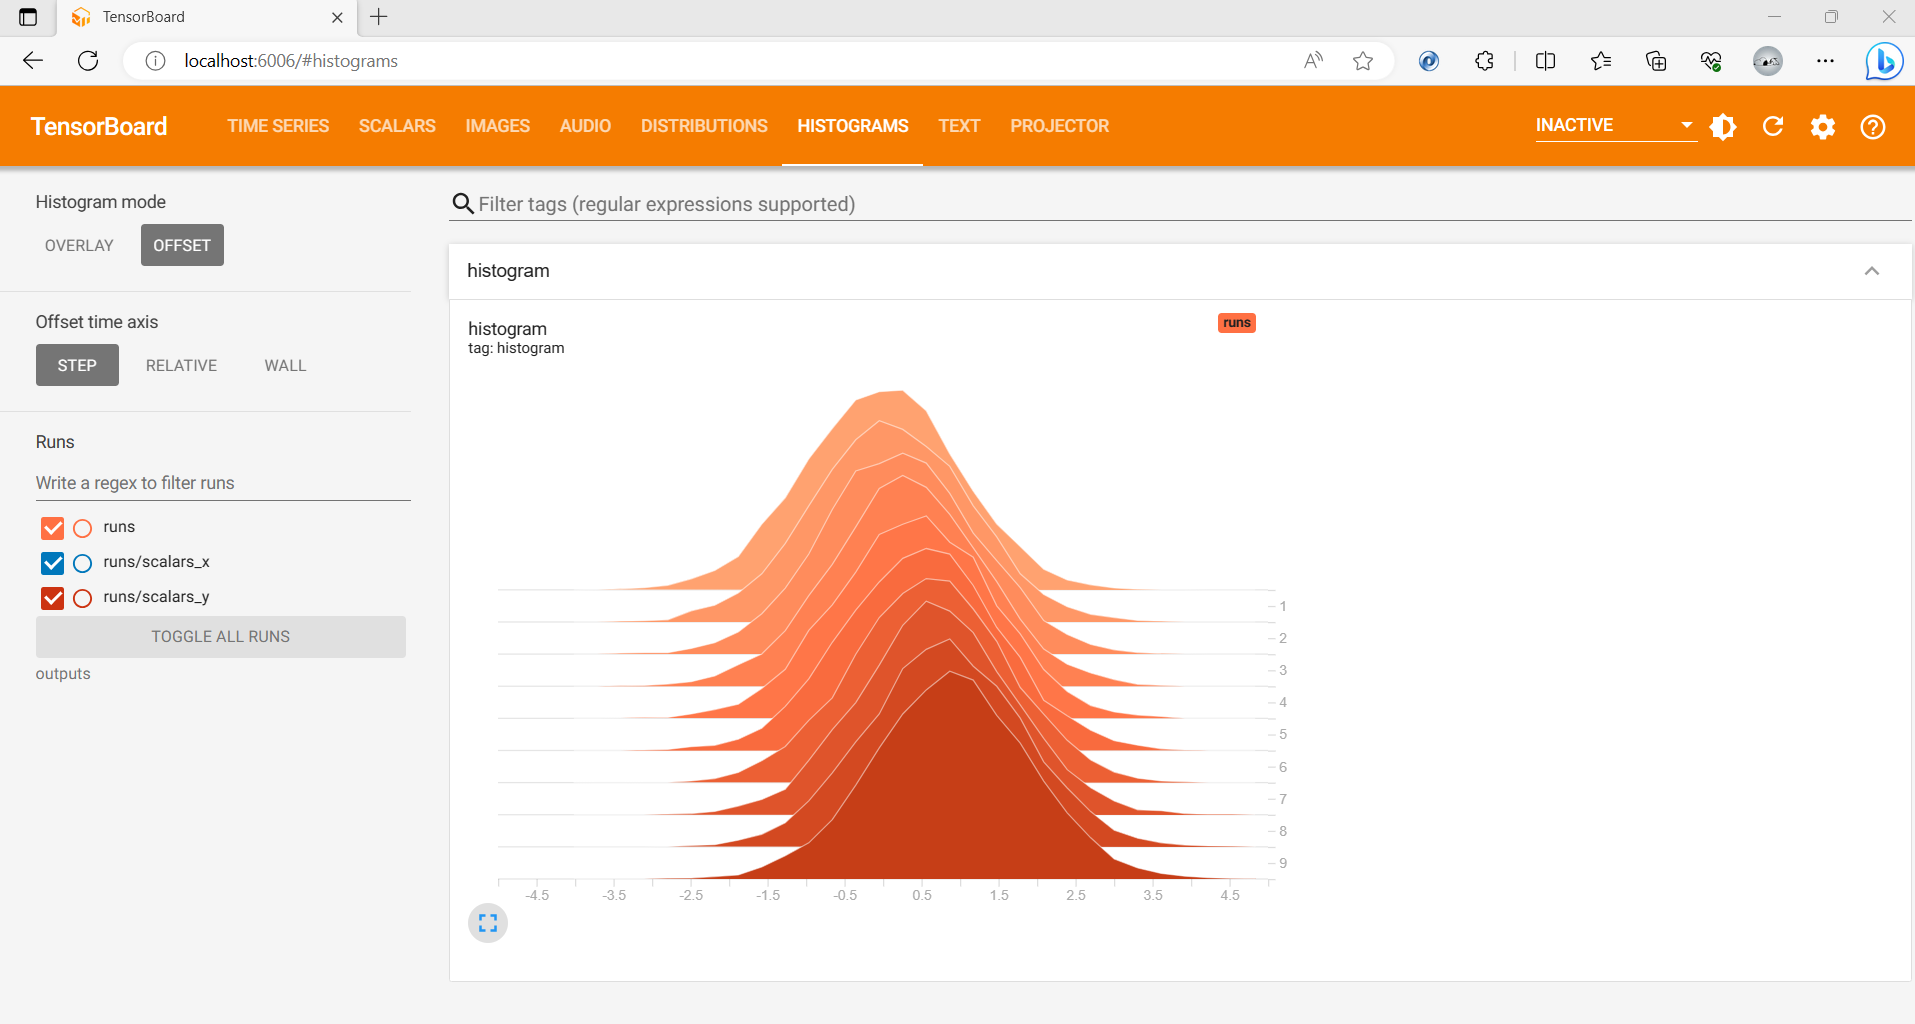 TensorBoard
localhost:6006/#histograms
TensorBoard
TIME SERIES
SCALARS
IMAGES
AUDIO
DISTRIBUTIONS
HISTOGRAMS
TEXT
PROJECTOR
INACTIVE
Histogram mode
OVERLAY
OFFSET
Offset time axis
STEP
RELATIVE
WALL
Runs
Write a regex to filter runs
runs
runs/scalars_x
runs/scalars_y
TOGGLE ALL RUNS
outputs
Filter tags (regular expressions supported)
histogram
histogram
tag: histogram
runs
1
2
3
4
5
6
7
8
9
-4.5 -3.5 -2.5 -1.5 -0.5 0.5 1.5 2.5 3.5 4.5